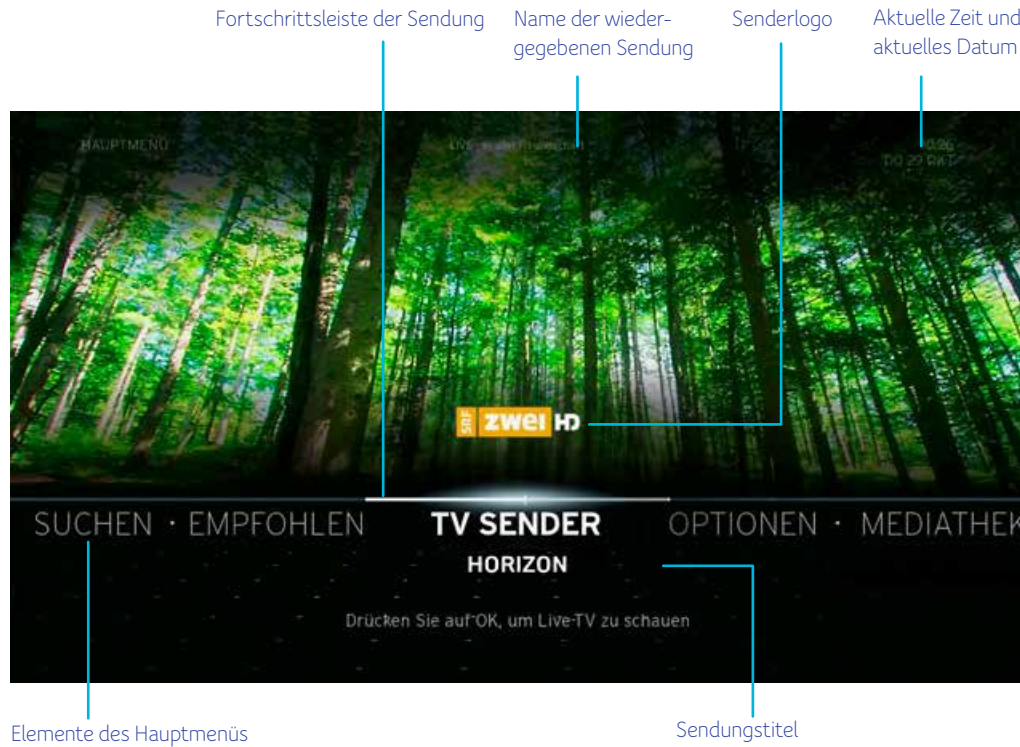 Fortschrittsleiste der Sendung
Name der wieder-
gegebenen Sendung
Senderlogo
Aktuelle Zeit und
aktuelles Datum
HAUPTMENÜ
LIVE
SRF zwei HD
SUCHEN · EMPFOHLEN
TV SENDER
OPTIONEN · MEDIATHEK
HORIZON
Drücken Sie auf OK, um Live-TV zu schauen
Elemente des Hauptmenüs
Sendungstitel